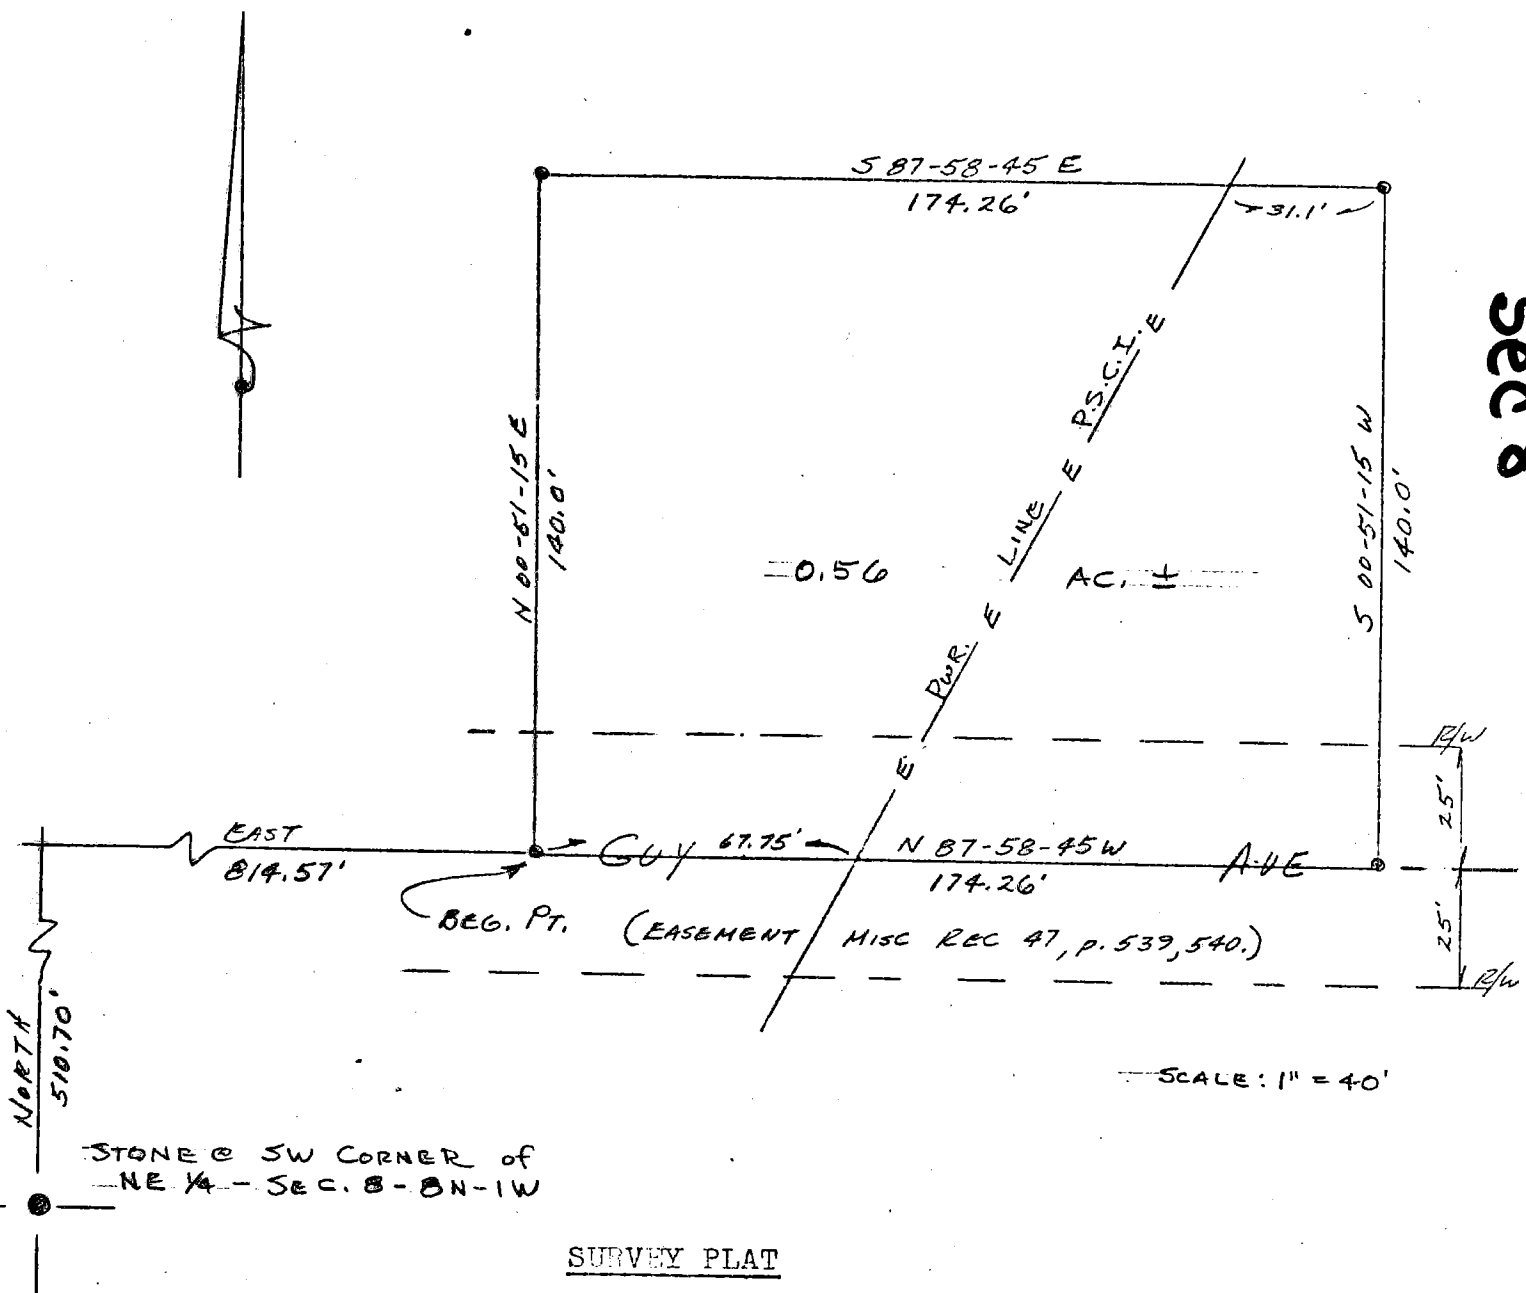 S 87-58-45 E
174.26'
31.1'
Sec 8
N 00-51-15 E
140.0'
S 00-51-15 W
140.0'
PWR. E E LINE E E P.S.C.I. E
E
0.56 AC. ±
R/W
25'
25'
R/W
EAST
814.57'
GUY AVE
67.75'
N 87-58-45 W
174.26'
BEG. PT.
(EASEMENT MISC REC 47, p. 539, 540.)
NORTH
510.70'
SCALE: 1" = 40'
STONE @ SW CORNER of
NE 1/4 - SEC. 8 - 8N - 1W
SURVEY PLAT